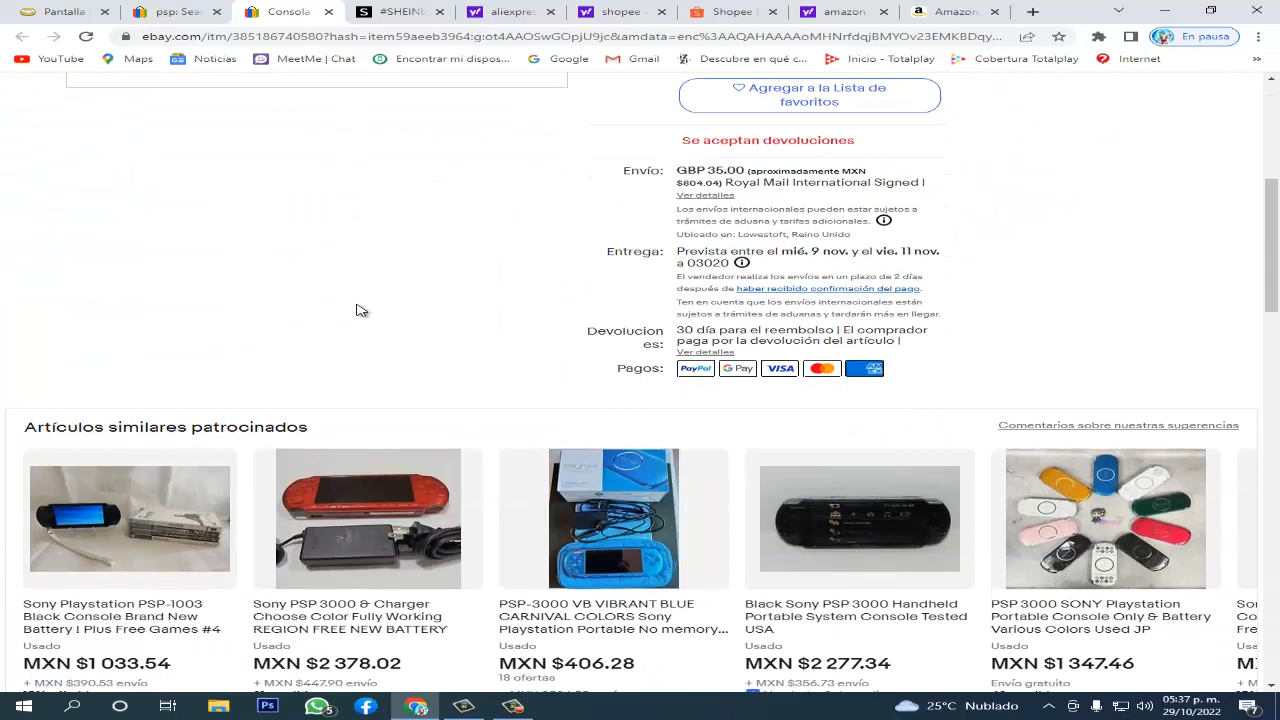 Pantalla
psp: Sea
Consola
#SHEIN
aliexpre
shopee
Shopee
amazon
Amazon
ebay.com/itm/385186740580?hash=item59aeeb3964:g:ot4AAOSwGOpjU9jc&amdata=enc%3AAQAHAAAAoMHNrfdqjBMYOv23EMKBDqy...
En pausa
YouTube Maps Noticias MeetMe | Chat Encontrar mi dispos... Google Gmail Descubre en qué c... Inicio - Totalplay Cobertura Totalplay Internet »
Agregar a la Lista de
favoritos
Se aceptan devoluciones
Envío: GBP 35.00 (aproximadamente MXN
$804.04) Royal Mail International Signed |
Ver detalles
Los envíos internacionales pueden estar sujetos a
trámites de aduana y tarifas adicionales.
Ubicado en: Lowestoft, Reino Unido
Entrega: Prevista entre el mié. 9 nov. y el vie. 11 nov.
a 03020
El vendedor realiza los envíos en un plazo de 2 días
después de haber recibido confirmación del pago.
Ten en cuenta que los envíos internacionales están
sujetos a trámites de aduanas y tardarán más en llegar.
Devolucion
es:
30 día para el reembolso | El comprador
paga por la devolución del artículo |
Ver detalles
Pagos: PayPal G Pay VISA
Artículos similares patrocinados
Comentarios sobre nuestras sugerencias
Sony Playstation PSP-1003
Black Console Brand New
Battery ! Plus Free Games #4
Usado
MXN $1 033.54
+ MXN $390.53 envío
Sony PSP 3000 & Charger
Choose Color Fully Working
REGION FREE NEW BATTERY
Usado
MXN $2 378.02
+ MXN $447.90 envío
PSP-3000 VB VIBRANT BLUE
CARNIVAL COLORS Sony
Playstation Portable No memory...
Usado
MXN $406.28
18 ofertas
Black Sony PSP 3000 Handheld
Portable System Console Tested
USA
Usado
MXN $2 277.34
+ MXN $356.73 envío
PSP 3000 SONY Playstation
Portable Console Only & Battery
Various Colors Used JP
Usado
MXN $1 347.46
Envío gratuito
25°C Nublado
05:37 p. m.
29/10/2022